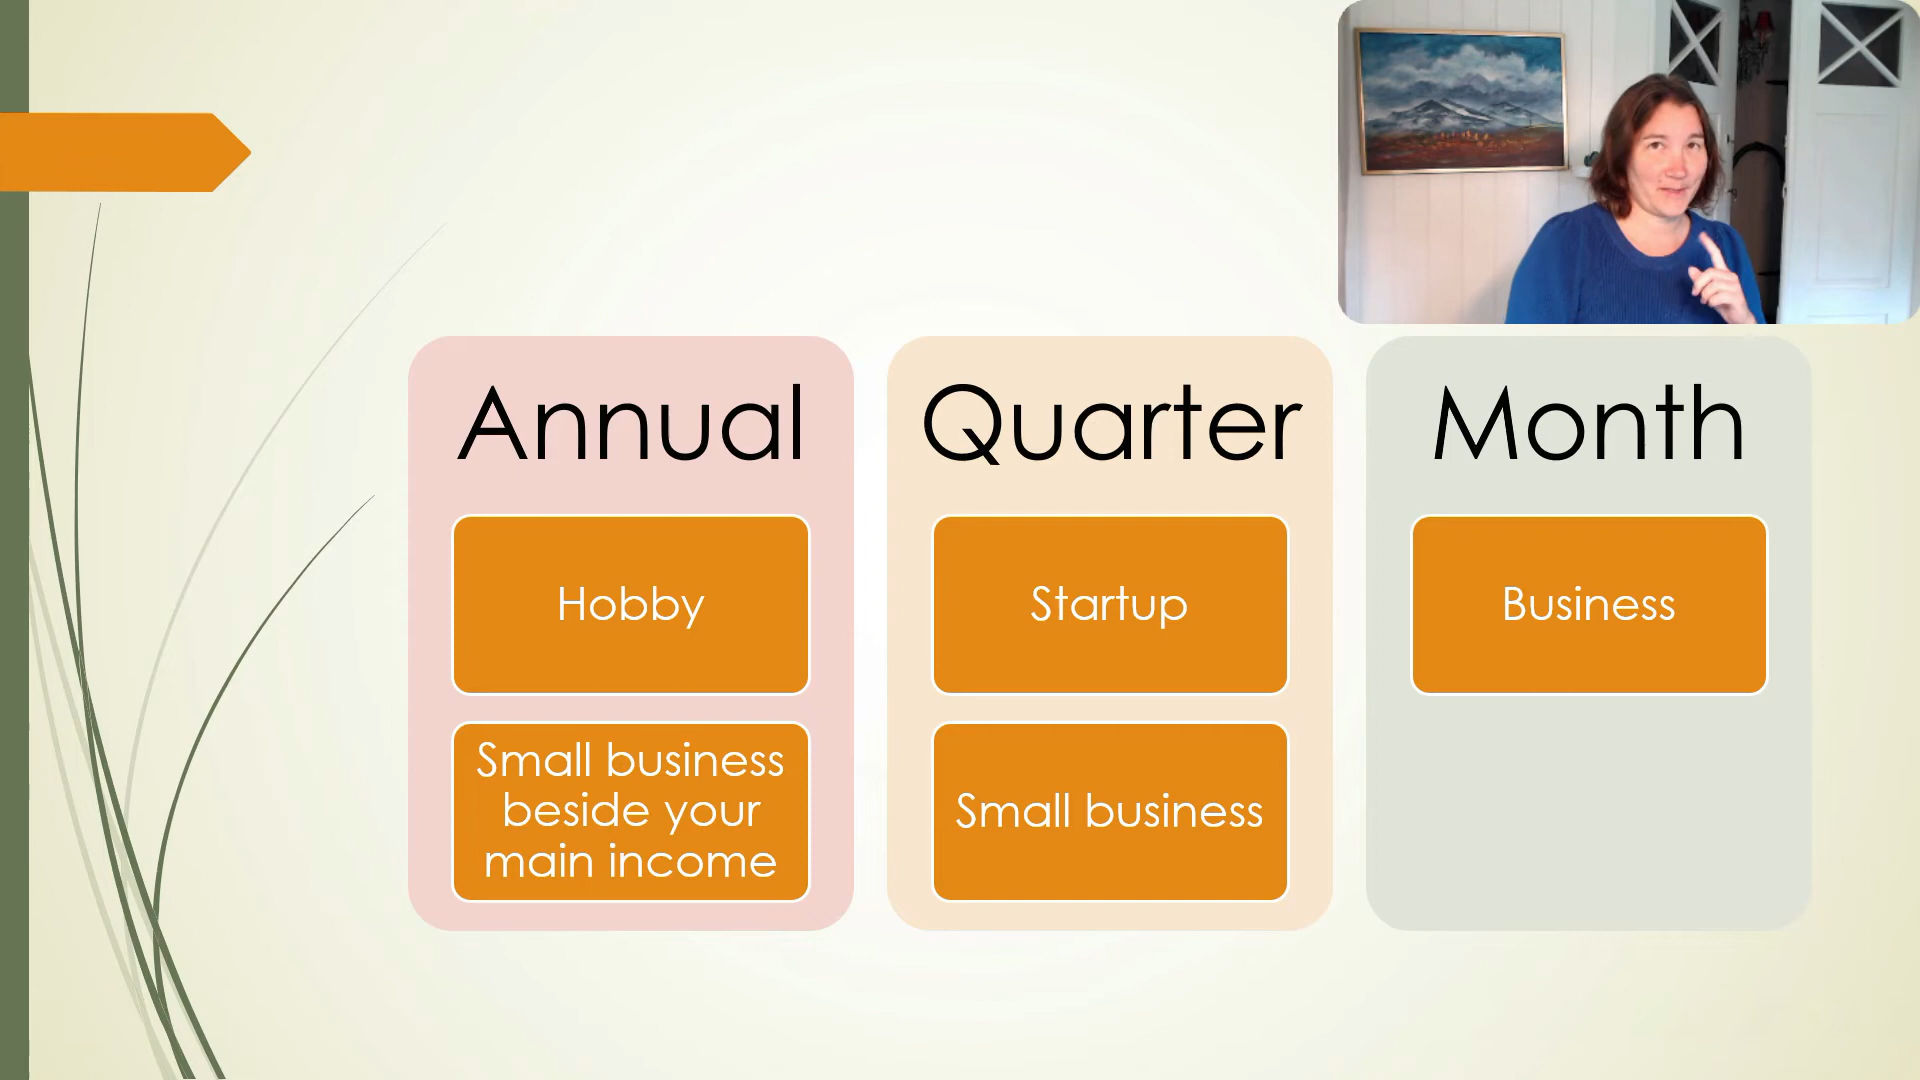 Annual
Hobby
Small business
beside your
main income
Quarter
Startup
Small business
Month
Business